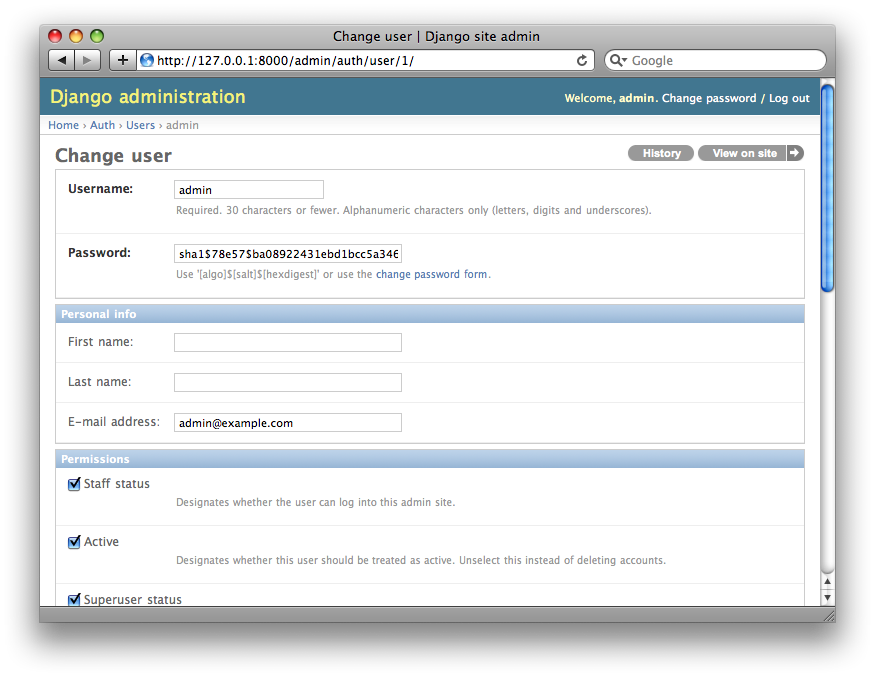 Change user | Django site admin
http://127.0.0.1:8000/admin/auth/user/1/
Google
Django administration
Welcome, admin. Change password / Log out
Home › Auth › Users › admin
Change user
History
View on site
Username:
admin
Required. 30 characters or fewer. Alphanumeric characters only (letters, digits and underscores).
Password:
sha1$78e57$ba08922431ebd1bcc5a346
Use '[algo]$[salt]$[hexdigest]' or use the change password form.
Personal info
First name:
Last name:
E-mail address:
admin@example.com
Permissions
Staff status
Designates whether the user can log into this admin site.
Active
Designates whether this user should be treated as active. Unselect this instead of deleting accounts.
Superuser status